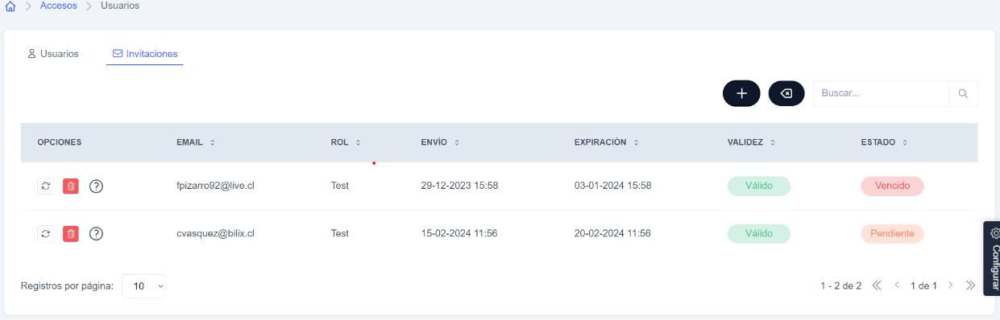 Accesos > Usuarios
Usuarios Invitaciones
Buscar...
OPCIONES EMAIL ROL ENVÍO EXPIRACIÓN VALIDEZ ESTADO
fpizarro92@live.cl Test 29-12-2023 15:58 03-01-2024 15:58 Válido Vencido
cvasquez@bilix.cl Test 15-02-2024 11:56 20-02-2024 11:56 Válido Pendiente
Registros por página: 10 1 - 2 de 2 1 de 1
Configurar